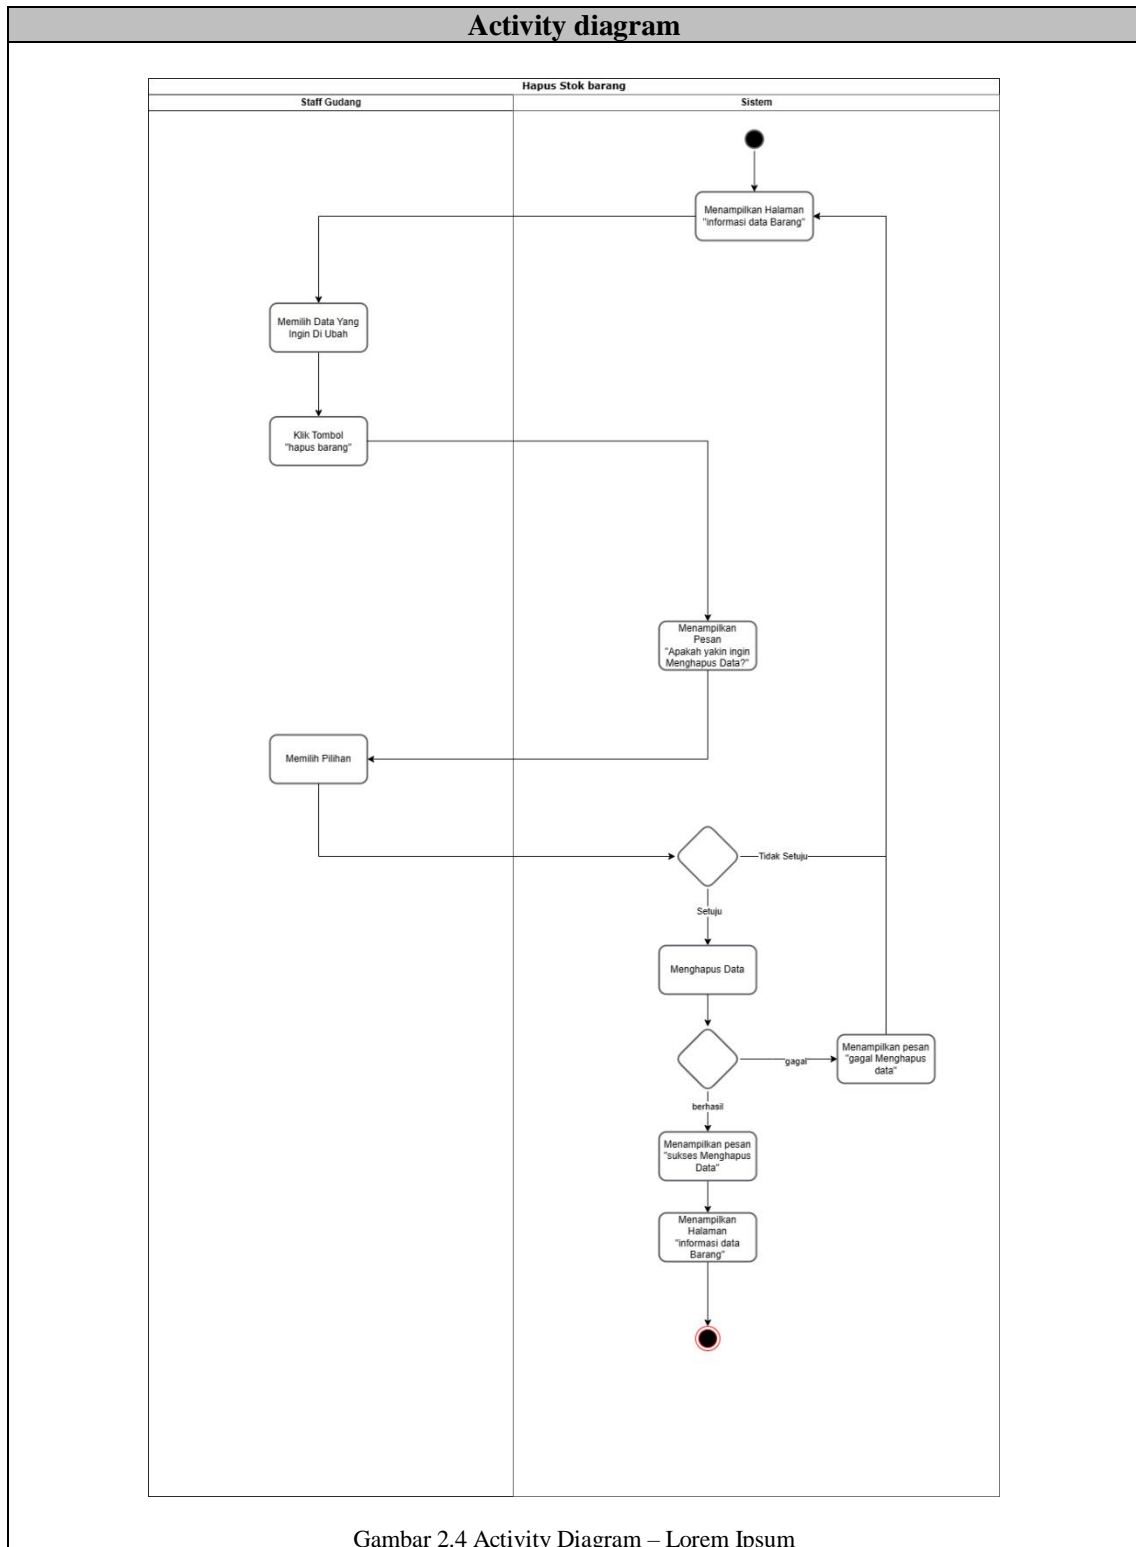 Activity diagram
Hapus Stok barang
Staff Gudang
Sistem
Menampilkan Halaman
"informasi data Barang"
Memilih Data Yang
Ingin Di Ubah
Klik Tombol
"hapus barang"
Menampilkan
Pesan
"Apakah yakin ingin
Menghapus Data?"
Memilih Pilihan
Tidak Setuju
Setuju
Menghapus Data
gagal
Menampilkan pesan
"gagal Menghapus
data"
berhasil
Menampilkan pesan
"sukses Menghapus
Data"
Menampilkan
Halaman
"informasi data
Barang"
Gambar 2.4 Activity Diagram – Lorem Ipsum